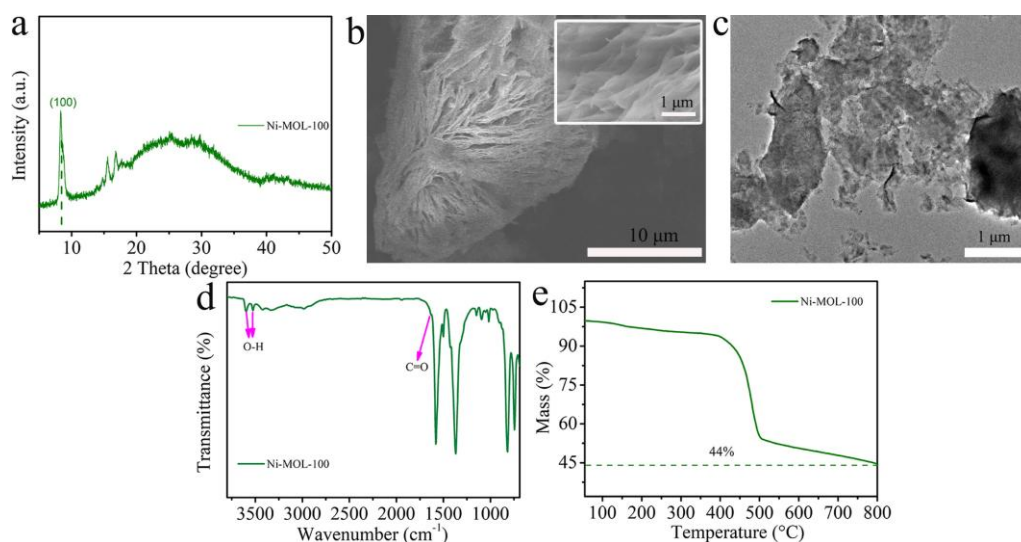 a
Intensity (a.u.)
(100)
Ni-MOL-100
10 20 30 40 50
2 Theta (degree)
b
1 μm
10 μm
c
1 μm
d
Transmittance (%)
O-H
C=O
Ni-MOL-100
3500 3000 2500 2000 1500 1000
Wavenumber (cm⁻¹)
e
Mass (%)
105
90
75
60
45
30
Ni-MOL-100
44%
100 200 300 400 500 600 700 800
Temperature (°C)